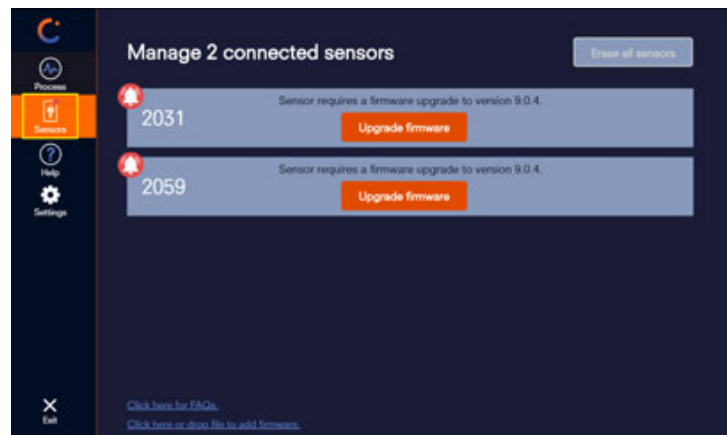 Manage 2 connected sensors
Erase all sensors
Process
Sensors
Help
Settings
Exit
2031
Sensor requires a firmware upgrade to version 9.0.4.
Upgrade firmware
2059
Sensor requires a firmware upgrade to version 9.0.4.
Upgrade firmware
Click here for FAQs.
Click here or drop file to add firmware.